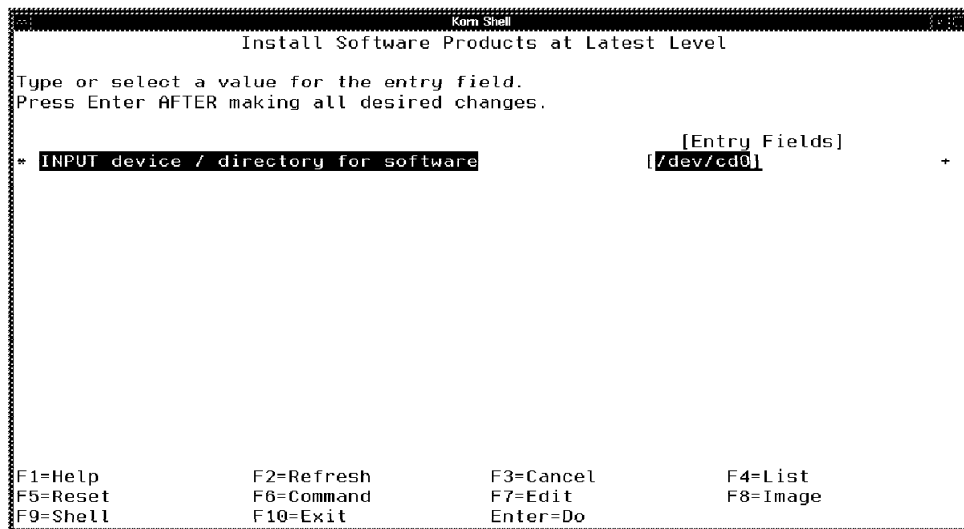 Korn Shell
Install Software Products at Latest Level
Type or select a value for the entry field.
Press Enter AFTER making all desired changes.
[Entry Fields]
* INPUT device / directory for software [/dev/cd0] +
F1=Help F2=Refresh F3=Cancel F4=List
F5=Reset F6=Command F7=Edit F8=Image
F9=Shell F10=Exit Enter=Do